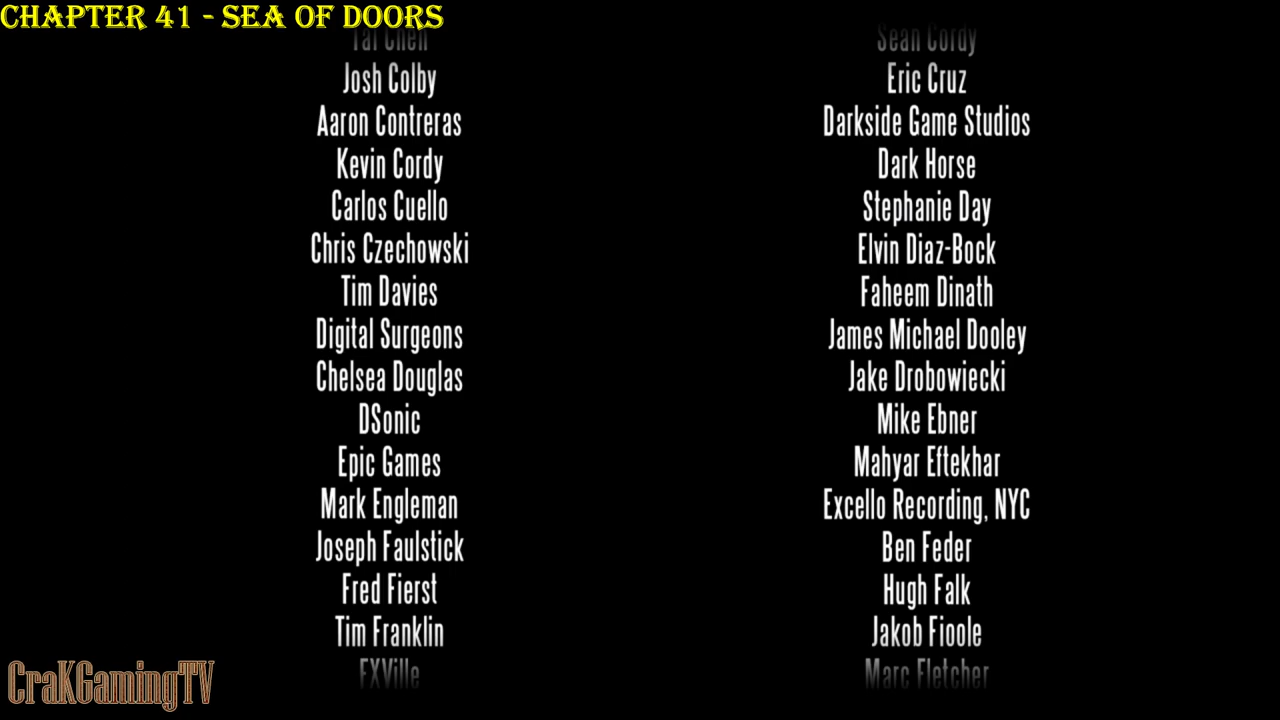 CHAPTER 41 - SEA OF DOORS
Tai Chen
Sean Cordy
Josh Colby
Eric Cruz
Aaron Contreras
Darkside Game Studios
Kevin Cordy
Dark Horse
Carlos Cuello
Stephanie Day
Chris Czechowski
Elvin Diaz-Bock
Tim Davies
Faheem Dinath
Digital Surgeons
James Michael Dooley
Chelsea Douglas
Jake Drobowiecki
DSonic
Mike Ebner
Epic Games
Mahyar Eftekhar
Mark Engleman
Excello Recording, NYC
Joseph Faulstick
Ben Feder
Fred Fierst
Hugh Falk
Tim Franklin
Jakob Fioole
FXVille
Marc Fletcher
CraKGamingTV